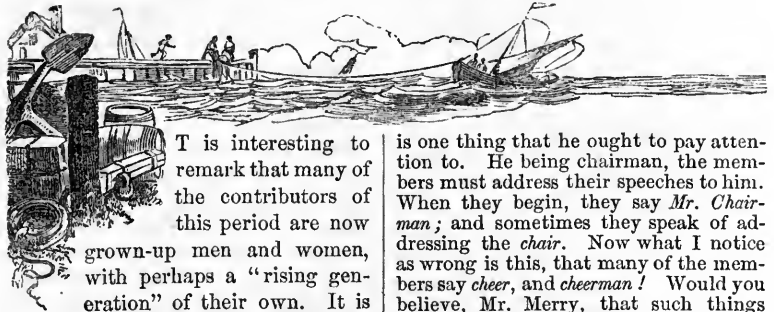 T is interesting to
remark that many of
the contributors of
this period are now
grown-up men and women,
with perhaps a "rising gen-
eration" of their own. It is
is one thing that he ought to pay atten-
tion to. He being chairman, the mem-
bers must address their speeches to him.
When they begin, they say Mr. Chair-
man; and sometimes they speak of ad-
dressing the chair. Now what I notice
as wrong is this, that many of the mem-
bers say cheer, and cheerman! Would you
believe, Mr. Merry, that such things